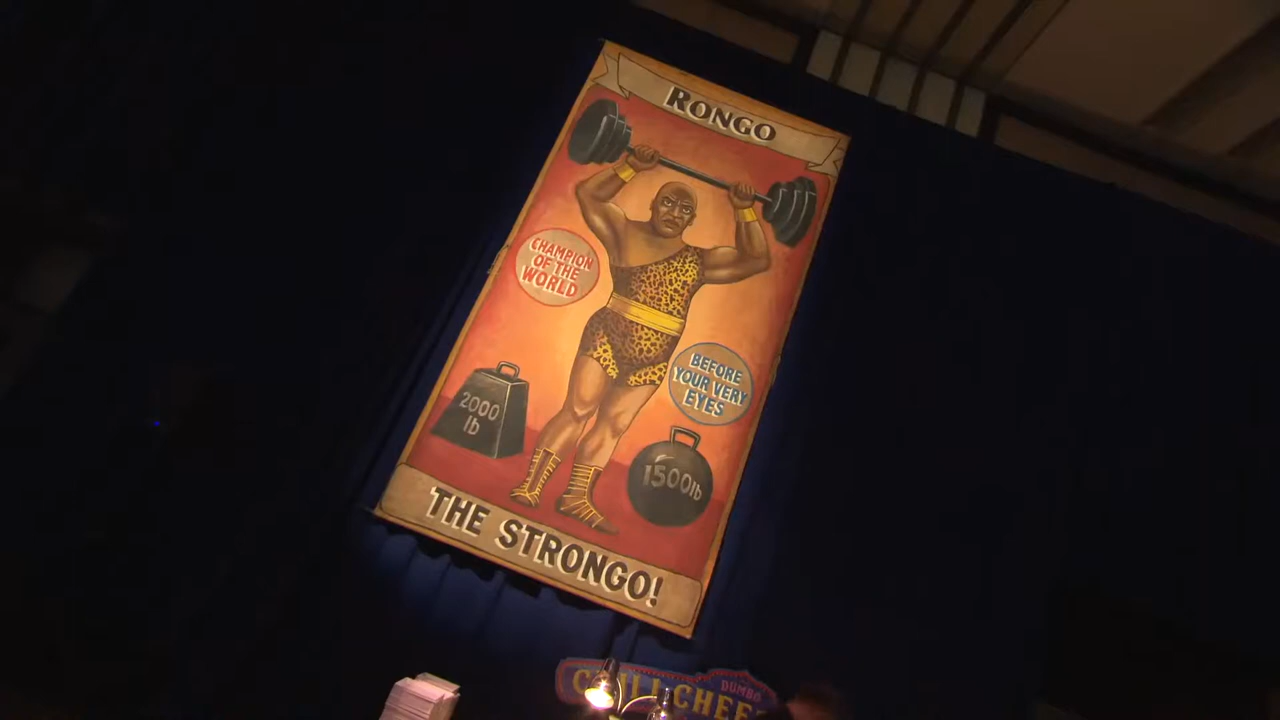 RONGO
CHAMPION
OF THE
WORLD
BEFORE
YOUR VERY
EYES
2000
lb
1500lb
THE STRONGO!
DUMBO